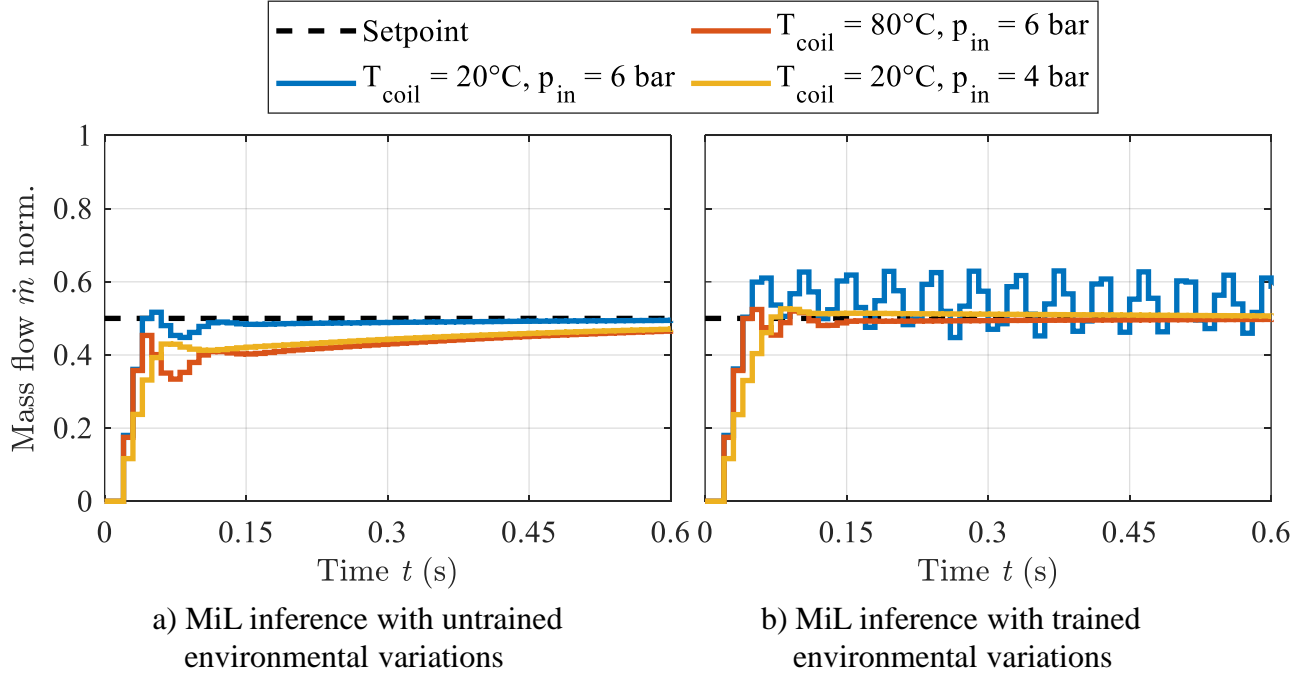 Setpoint
T_coil = 80°C, p_in = 6 bar
T_coil = 20°C, p_in = 6 bar
T_coil = 20°C, p_in = 4 bar
Mass flow ṁ norm.
1
0.8
0.6
0.4
0.2
0
0 0.15 0.3 0.45 0.6
0 0.15 0.3 0.45 0.6
Time t (s)
Time t (s)
a) MiL inference with untrained
environmental variations
b) MiL inference with trained
environmental variations